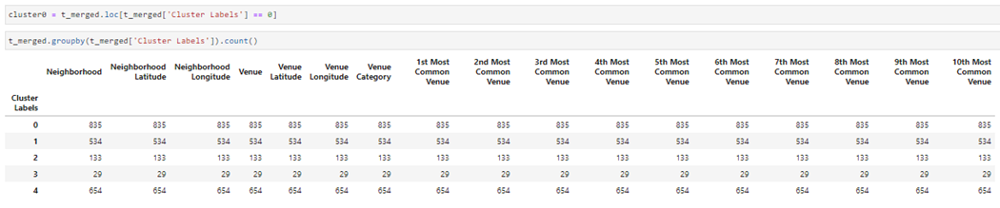 cluster0 = t_merged.loc[t_merged['Cluster Labels'] == 0]
t_merged.groupby(t_merged['Cluster Labels']).count()
Neighborhood Neighborhood Latitude Neighborhood Longitude Venue Venue Latitude Venue Longitude Venue Category 1st Most Common Venue 2nd Most Common Venue 3rd Most Common Venue 4th Most Common Venue 5th Most Common Venue 6th Most Common Venue 7th Most Common Venue 8th Most Common Venue 9th Most Common Venue 10th Most Common Venue
Cluster Labels
0 835 835 835 835 835 835 835 835 835 835 835 835 835 835 835 835 835
1 534 534 534 534 534 534 534 534 534 534 534 534 534 534 534 534 534
2 133 133 133 133 133 133 133 133 133 133 133 133 133 133 133 133 133
3 29 29 29 29 29 29 29 29 29 29 29 29 29 29 29 29 29
4 654 654 654 654 654 654 654 654 654 654 654 654 654 654 654 654 654